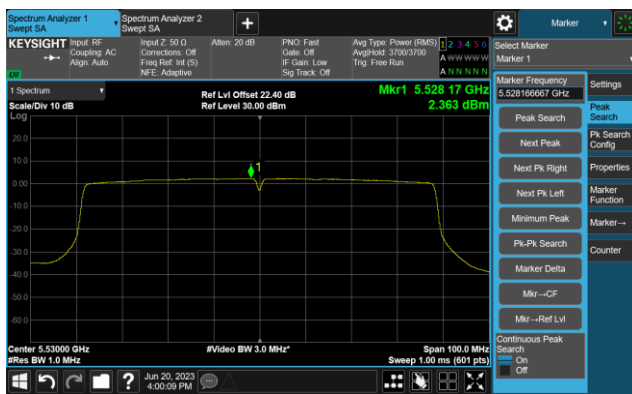 Spectrum Analyzer 1
Swept SA
Spectrum Analyzer 2
Swept SA
+
Marker
KEYSIGHT
Input: RF
Coupling: AC
Align: Auto
Input Z: 50 Ω
Corrections: Off
Freq Ref: Int (S)
NFE: Adaptive
Atten: 20 dB
PNO: Fast
Gate: Off
IF Gain: Low
Sig Track: Off
Avg Type: Power (RMS)
Avg|Hold: 3700/3700
Trig: Free Run
1 2 3 4 5 6
A W W W W W
A N N N N N
Select Marker
Marker 1
1 Spectrum
Scale/Div 10 dB
Log
Ref Lvl Offset 22.40 dB
Ref Level 30.00 dBm
Mkr1 5.528 17 GHz
2.363 dBm
20.0
10.0
0.00
-10.0
-20.0
-30.0
-40.0
-50.0
-60.0
1
Center 5.53000 GHz
#Res BW 1.0 MHz
#Video BW 3.0 MHz*
Span 100.0 MHz
Sweep 1.00 ms (601 pts)
Marker Frequency
5.528166667 GHz
Peak Search
Next Peak
Next Pk Right
Next Pk Left
Minimum Peak
Pk-Pk Search
Marker Delta
Mkr→CF
Mkr→Ref Lvl
Continuous Peak
Search
On
Off
Settings
Peak
Search
Pk Search
Config
Properties
Marker
Function
Marker→
Counter
?
Jun 20, 2023
4:00:09 PM